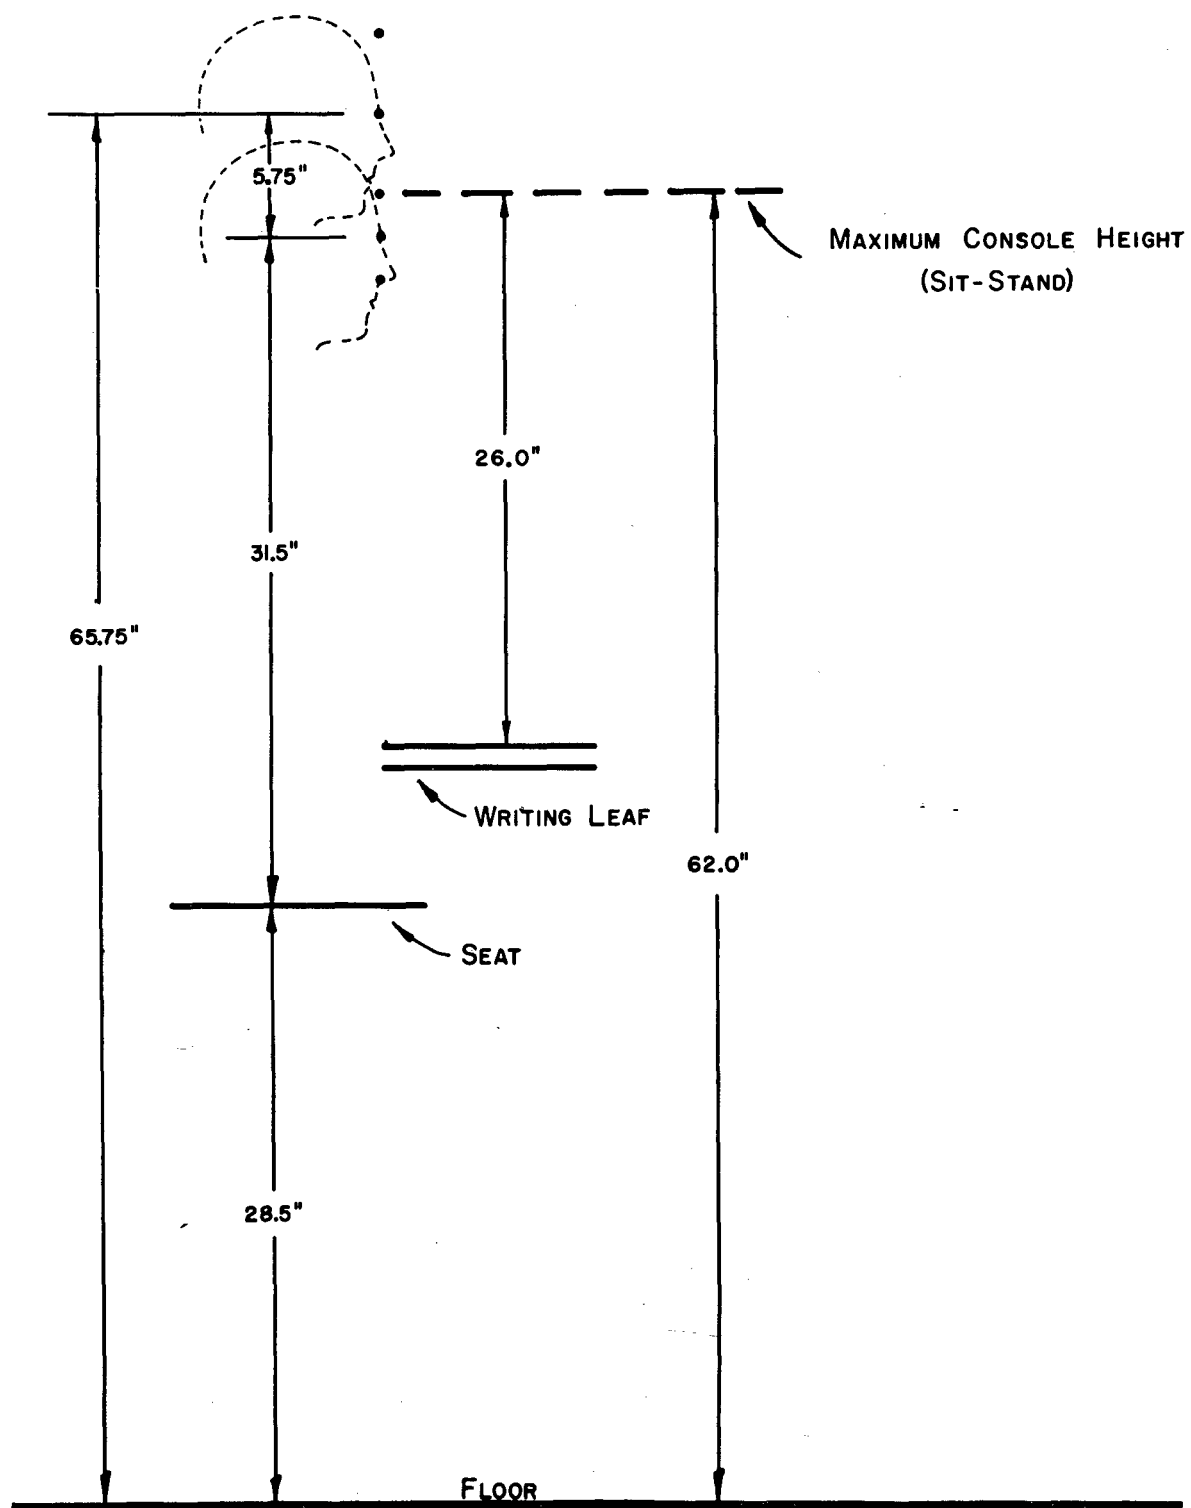 5.75"
MAXIMUM CONSOLE HEIGHT
(SIT-STAND)
26.0"
31.5"
65.75"
WRITING LEAF
62.0"
SEAT
28.5"
FLOOR